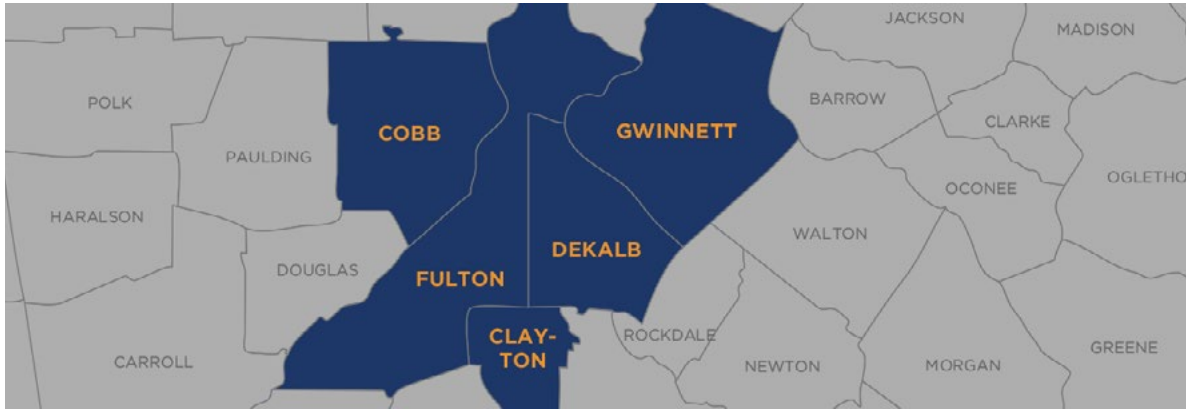 JACKSON
MADISON
POLK
BARROW
COBB
GWINNETT
CLARKE
PAULDING
OGLETHO
OCONEE
HARALSON
WALTON
DEKALB
DOUGLAS
FULTON
CLAY-
TON
ROCKDALE
GREENE
CARROLL
NEWTON
MORGAN